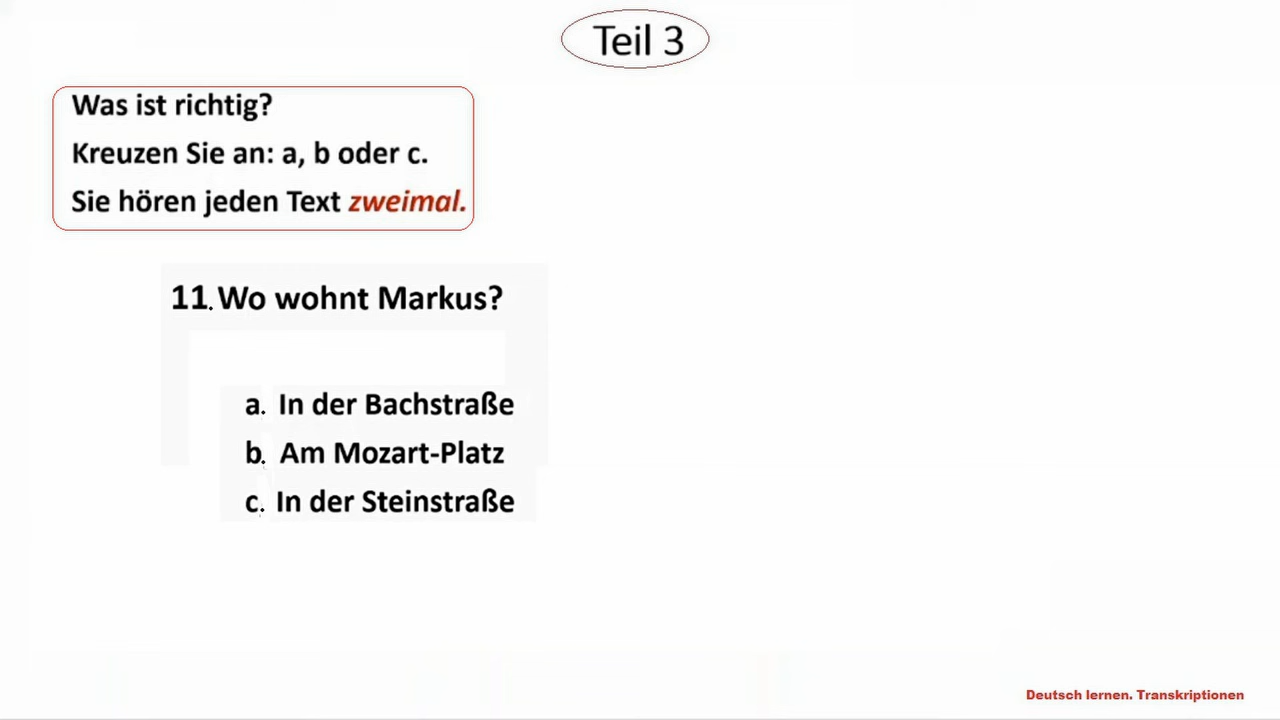 Teil 3
Was ist richtig?
Kreuzen Sie an: a, b oder c.
Sie hören jeden Text zweimal.
11. Wo wohnt Markus?
a. In der Bachstraße
b. Am Mozart-Platz
c. In der Steinstraße
Deutsch lernen. Transkriptionen